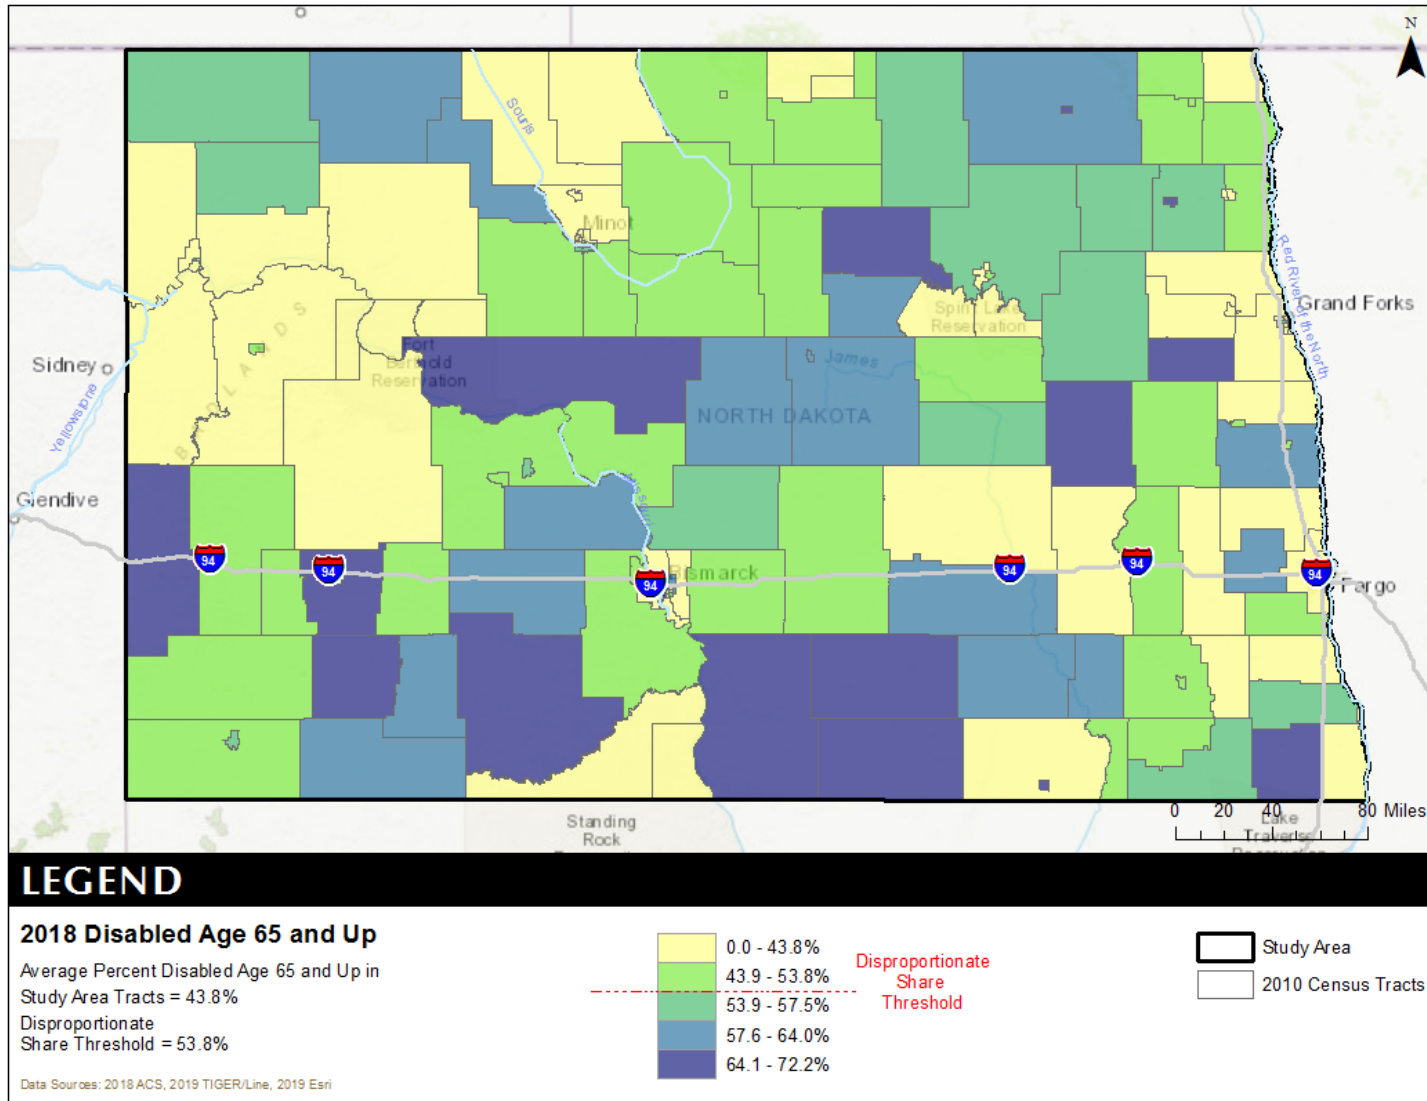 N
Souris
Minot
Red River of the North
Grand Forks
Spirit Lake
Reservation
BADLANDS
Sidney
Fort
Berthold
Reservation
James
Yellowstone
NORTH DAKOTA
Glendive
Missouri
94
94
94
94
94
Bismarck
Fargo
Standing
Rock
0 20 40 80 Miles
Lake
Traverse
LEGEND
2018 Disabled Age 65 and Up
Average Percent Disabled Age 65 and Up in
Study Area Tracts = 43.8%
Disproportionate
Share Threshold = 53.8%
Data Sources: 2018 ACS, 2019 TIGER/Line, 2019 Esri
0.0 - 43.8%
43.9 - 53.8%
53.9 - 57.5%
57.6 - 64.0%
64.1 - 72.2%
Disproportionate
Share
Threshold
Study Area
2010 Census Tracts